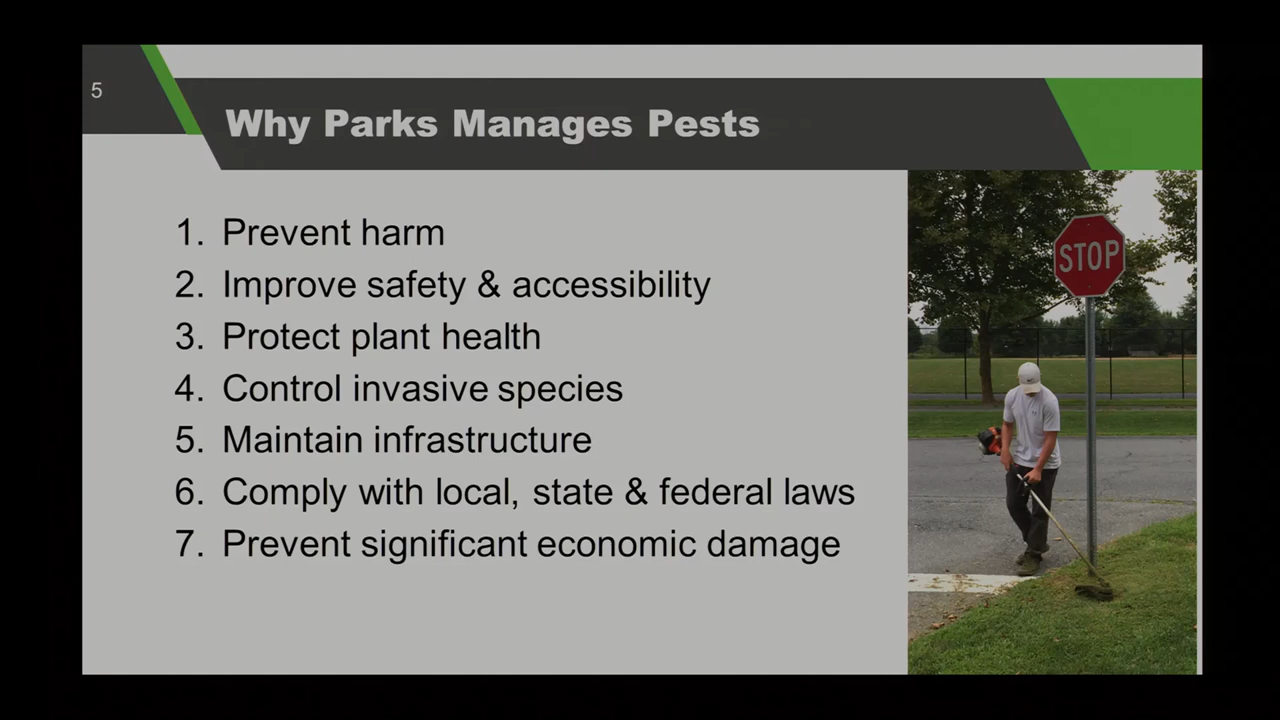 5
Why Parks Manages Pests
1. Prevent harm
2. Improve safety & accessibility
3. Protect plant health
4. Control invasive species
5. Maintain infrastructure
6. Comply with local, state & federal laws
7. Prevent significant economic damage
STOP